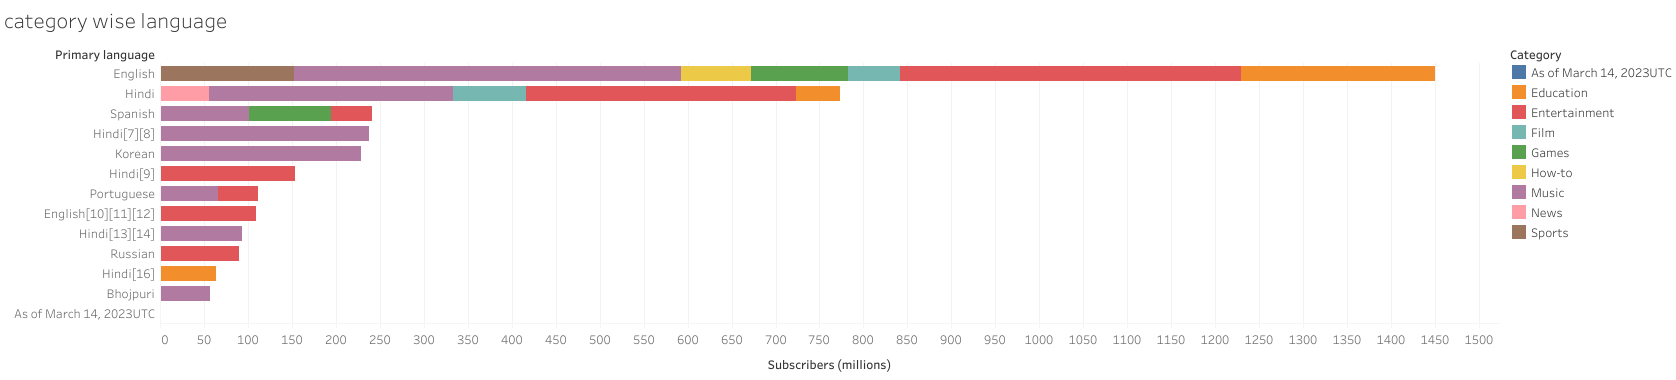 category wise language
Primary language
English
Hindi
Spanish
Hindi[7][8]
Korean
Hindi[9]
Portuguese
English[10][11][12]
Hindi[13][14]
Russian
Hindi[16]
Bhojpuri
As of March 14, 2023UTC
0 50 100 150 200 250 300 350 400 450 500 550 600 650 700 750 800 850 900 950 1000 1050 1100 1150 1200 1250 1300 1350 1400 1450 1500
Subscribers (millions)
Category
As of March 14, 2023UTC
Education
Entertainment
Film
Games
How-to
Music
News
Sports